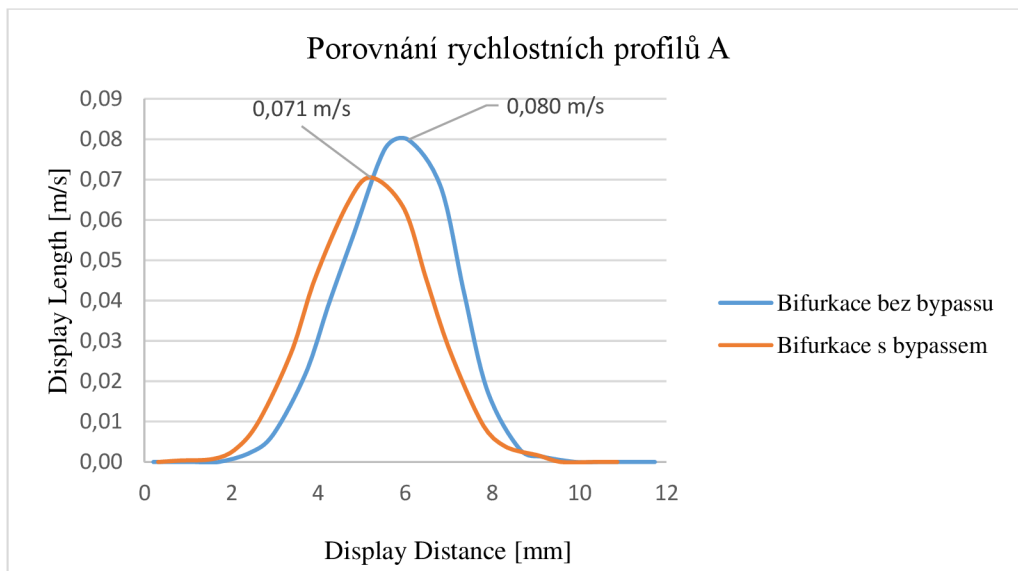 Porovnání rychlostních profilů A
0,071 m/s
0,080 m/s
Display Length [m/s]
0,09
0,08
0,07
0,06
0,05
0,04
0,03
0,02
0,01
0,00
0 2 4 6 8 10 12
Display Distance [mm]
Bifurkace bez bypassu
Bifurkace s bypassem